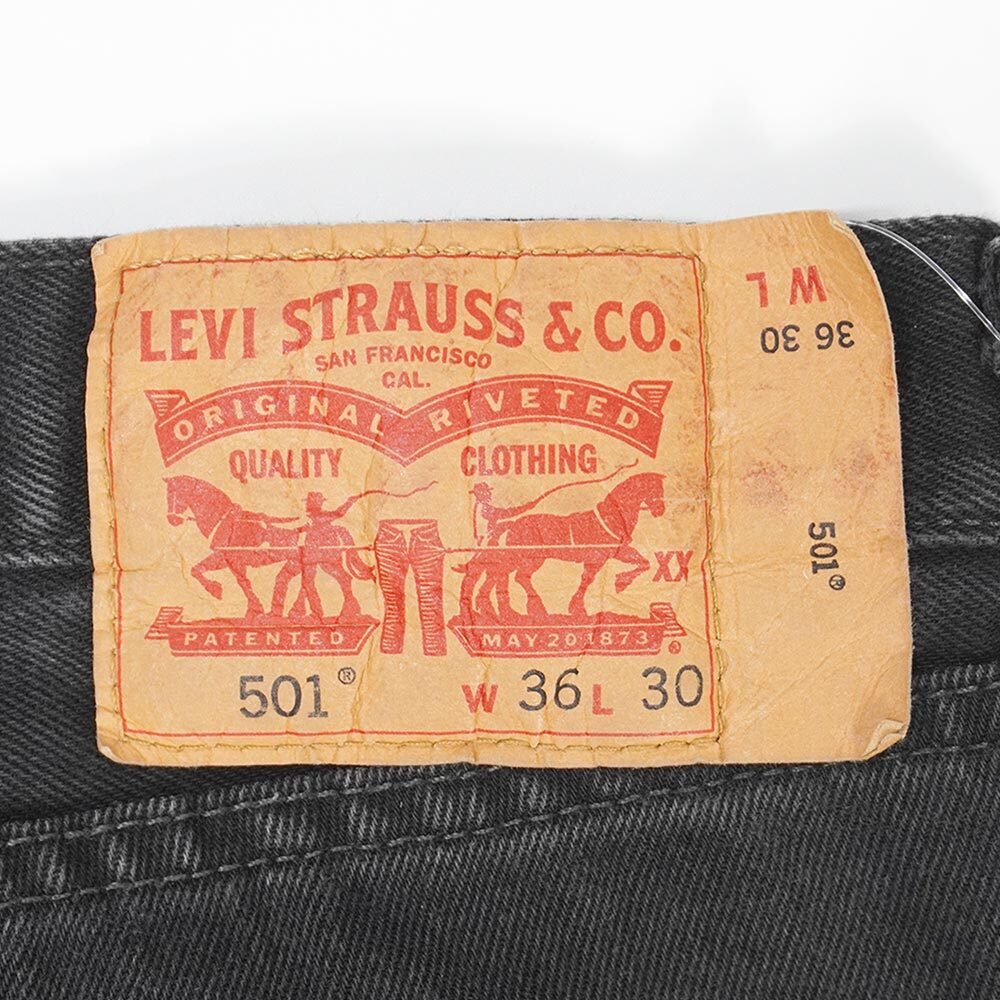 LEVI STRAUSS & CO.
SAN FRANCISCO
CAL.
ORIGINAL RIVETED
QUALITY CLOTHING
XX
PATENTED MAY 20 1873 ®
501® W 36 L 30
W L
36 30
501®